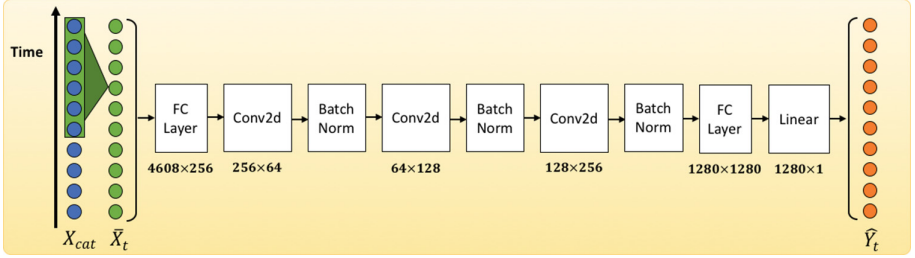 Time
FC
Layer
Conv2d
Batch
Norm
Conv2d
Batch
Norm
Conv2d
Batch
Norm
FC
Layer
Linear
4608×256
256×64
64×128
128×256
1280×1280
1280×1
X_cat
X̄_t
Ŷ_t